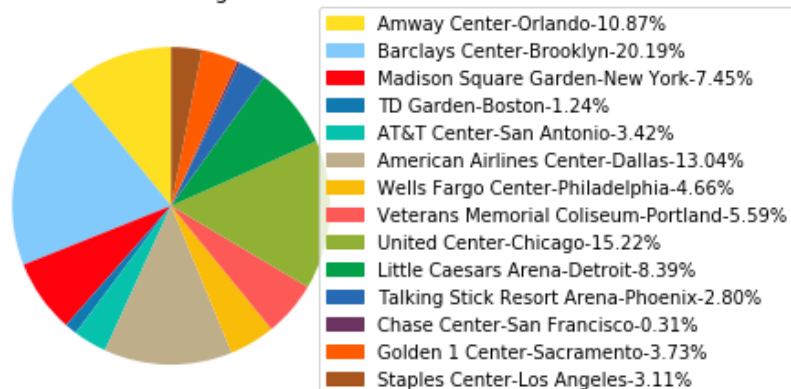 Amway Center-Orlando-10.87%
Barclays Center-Brooklyn-20.19%
Madison Square Garden-New York-7.45%
TD Garden-Boston-1.24%
AT&T Center-San Antonio-3.42%
American Airlines Center-Dallas-13.04%
Wells Fargo Center-Philadelphia-4.66%
Veterans Memorial Coliseum-Portland-5.59%
United Center-Chicago-15.22%
Little Caesars Arena-Detroit-8.39%
Talking Stick Resort Arena-Phoenix-2.80%
Chase Center-San Francisco-0.31%
Golden 1 Center-Sacramento-3.73%
Staples Center-Los Angeles-3.11%